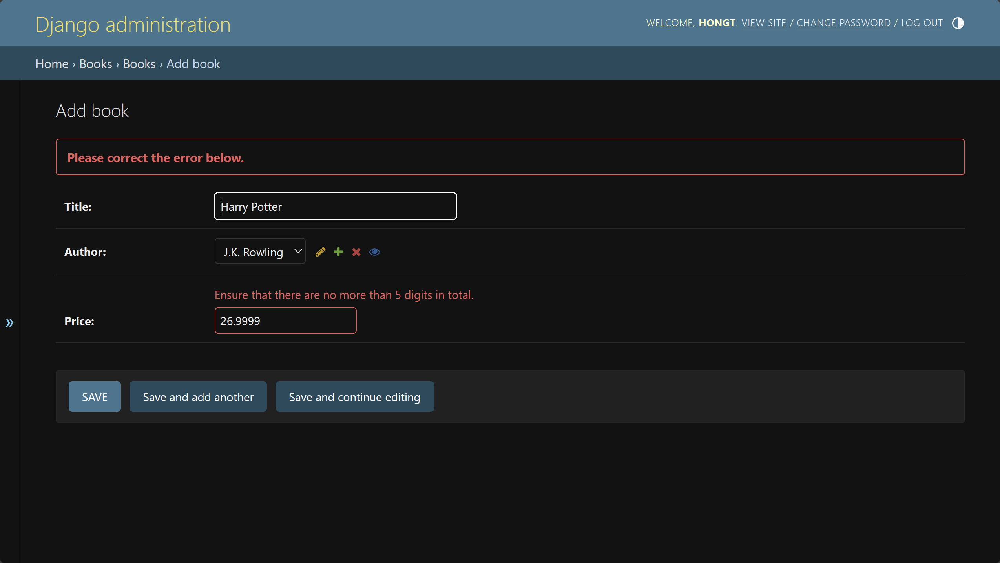 Django administration
WELCOME, HONGT. VIEW SITE / CHANGE PASSWORD / LOG OUT
Home › Books › Books › Add book
Add book
Please correct the error below.
Title:
Harry Potter
Author:
J.K. Rowling
Ensure that there are no more than 5 digits in total.
Price:
26.9999
»
SAVE
Save and add another
Save and continue editing